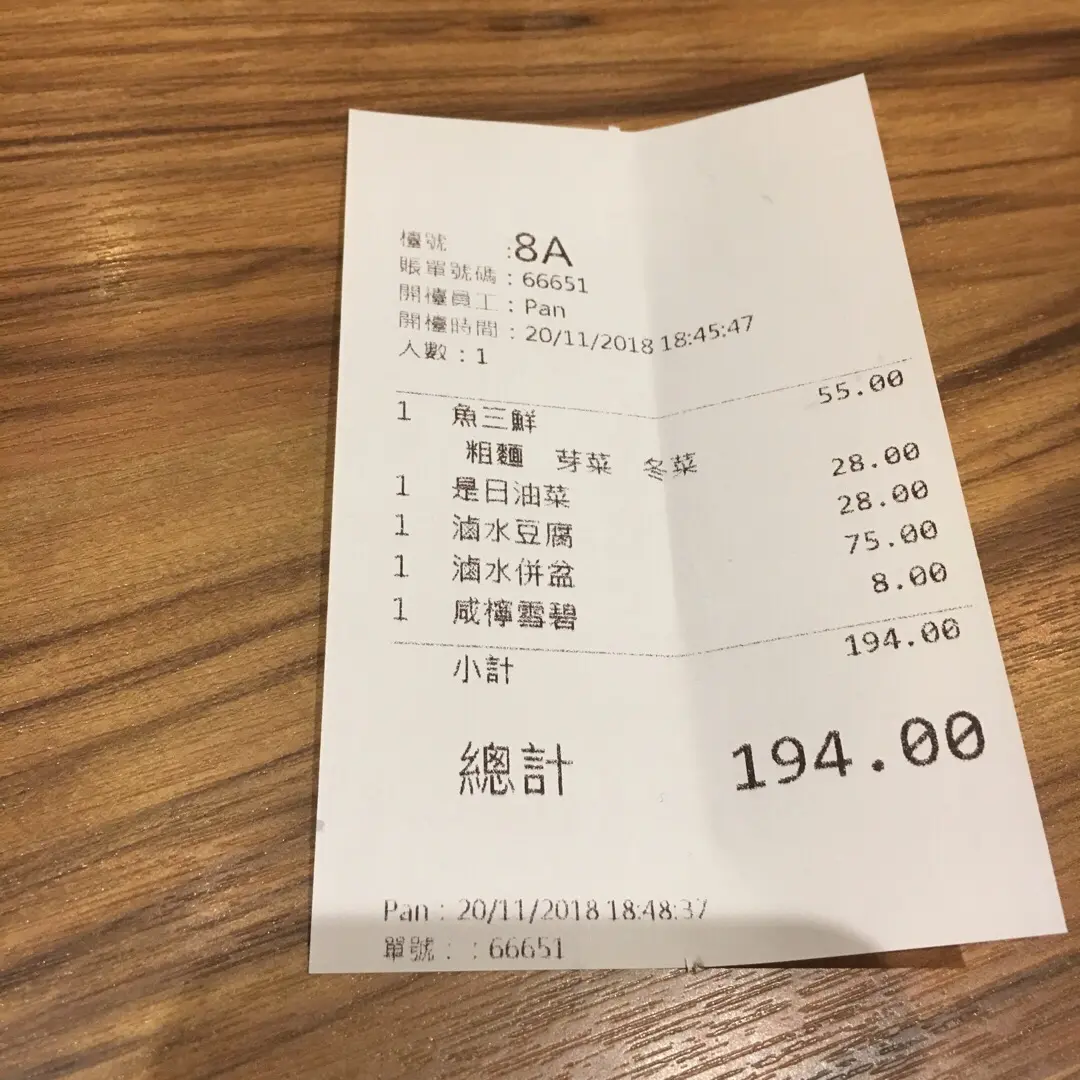 檯號 :8A
賬單號碼 : 66651
開檯員工 : Pan
開檯時間 : 20/11/2018 18:45:47
人數 : 1
1 魚三鮮 55.00
粗麵 芽菜 冬菜
1 是日油菜 28.00
1 滷水豆腐 28.00
1 滷水併盆 75.00
1 咸檸雪碧 8.00
小計 194.00
總計 194.00
Pan : 20/11/2018 18:48:37
單號: : 66651